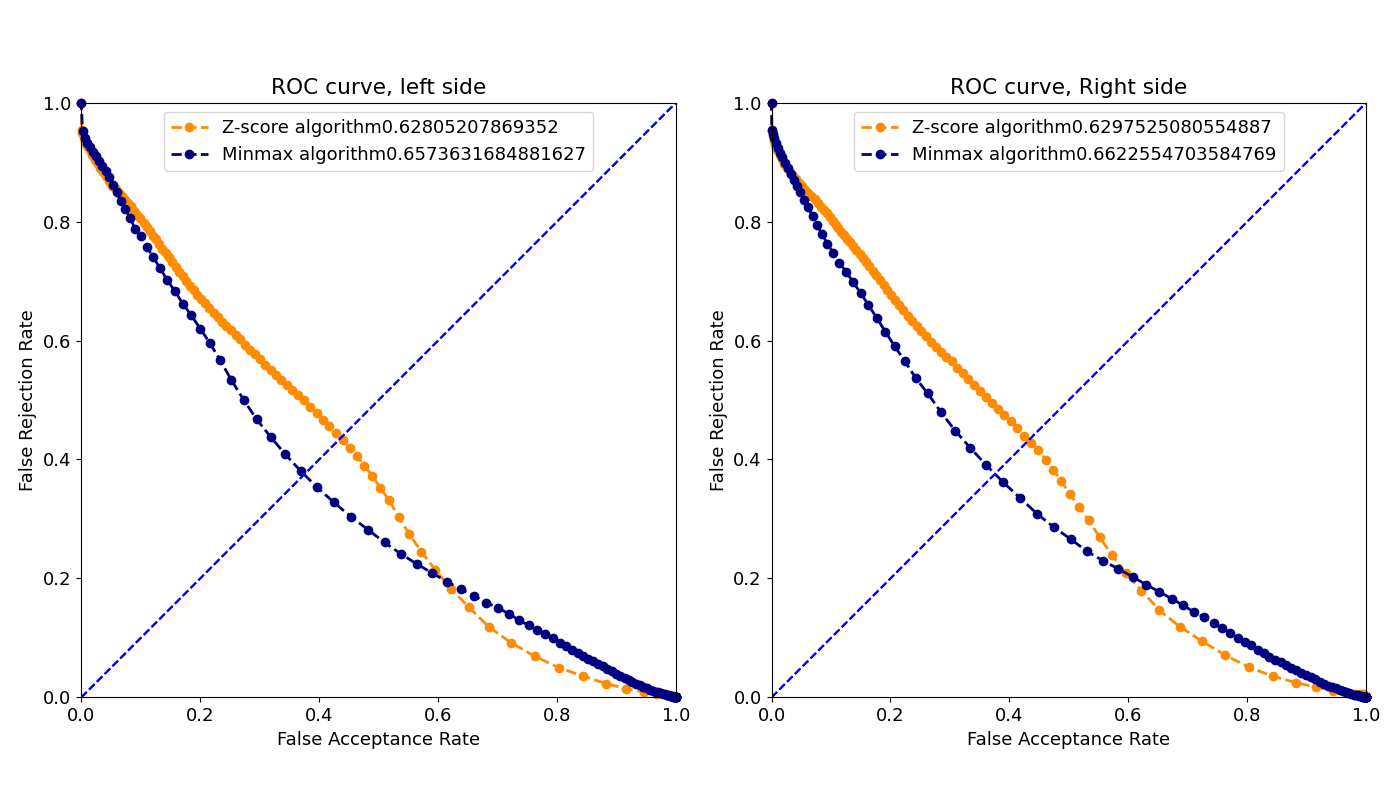 ROC curve, left side
Z-score algorithm0.62805207869352
Minmax algorithm0.6573631684881627
1.0
0.8
0.6
0.4
0.2
0.0
False Rejection Rate
0.0 0.2 0.4 0.6 0.8 1.0
False Acceptance Rate
ROC curve, Right side
Z-score algorithm0.6297525080554887
Minmax algorithm0.6622554703584769
1.0
0.8
0.6
0.4
0.2
0.0
False Rejection Rate
0.0 0.2 0.4 0.6 0.8 1.0
False Acceptance Rate